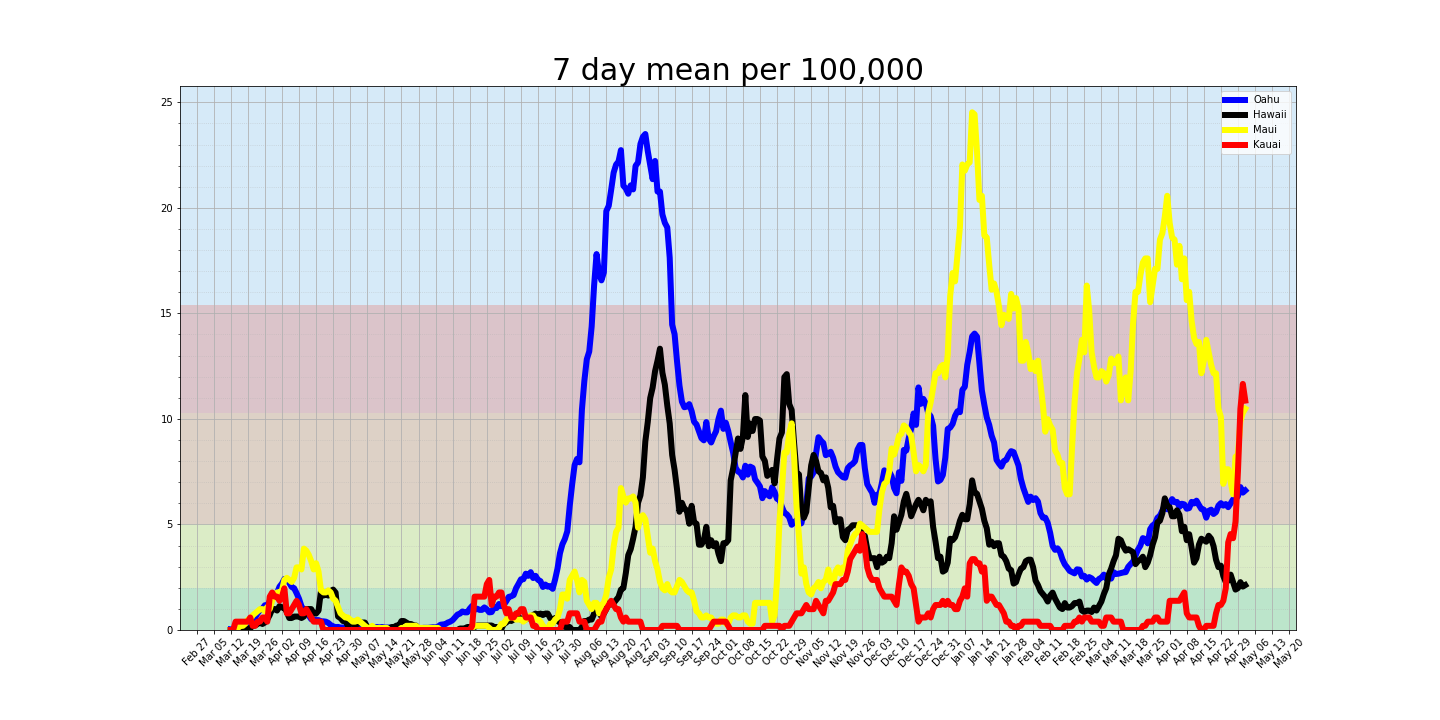 7 day mean per 100,000
25
20
15
10
5
0
Oahu
Hawaii
Maui
Kauai
Feb 27
Mar 05
Mar 12
Mar 19
Mar 26
Apr 02
Apr 09
Apr 16
Apr 23
Apr 30
May 07
May 14
May 21
May 28
Jun 04
Jun 11
Jun 18
Jun 25
Jul 02
Jul 09
Jul 16
Jul 23
Jul 30
Aug 06
Aug 13
Aug 20
Aug 27
Sep 03
Sep 10
Sep 17
Sep 24
Oct 01
Oct 08
Oct 15
Oct 22
Oct 29
Nov 05
Nov 12
Nov 19
Nov 26
Dec 03
Dec 10
Dec 17
Dec 24
Dec 31
Jan 07
Jan 14
Jan 21
Jan 28
Feb 04
Feb 11
Feb 18
Feb 25
Mar 04
Mar 11
Mar 18
Mar 25
Apr 01
Apr 08
Apr 15
Apr 22
Apr 29
May 06
May 13
May 20